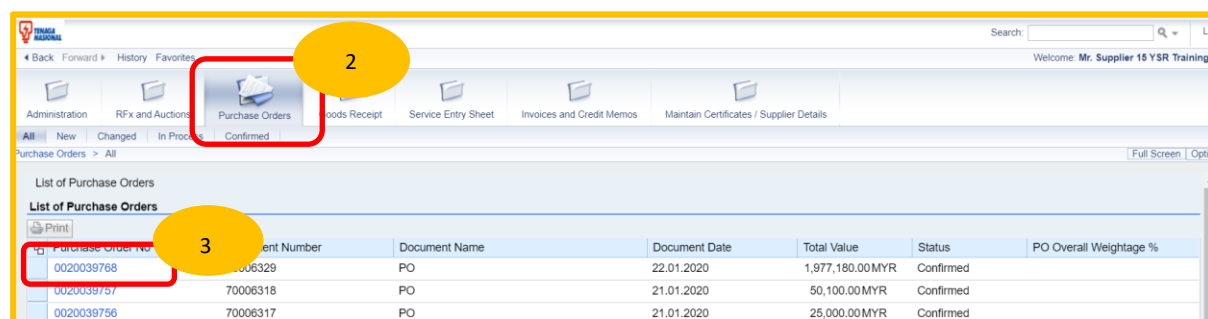 TENAGA
NASIONAL
Search:
Back Forward History Favorites
2
Welcome: Mr. Supplier 15 YSR Training
Administration RFx and Auctions Purchase Orders Goods Receipt Service Entry Sheet Invoices and Credit Memos Maintain Certificates / Supplier Details
All New Changed In Process Confirmed
Purchase Orders > All
Full Screen Opti
List of Purchase Orders
List of Purchase Orders
Print
3
Purchase Order No Number Document Name Document Date Total Value Status PO Overall Weightage %
0020039768 PO 22.01.2020 1,977,180.00 MYR Confirmed
0020039757 70006318 PO 21.01.2020 50,100.00 MYR Confirmed
0020039756 70006317 PO 21.01.2020 25,000.00 MYR Confirmed